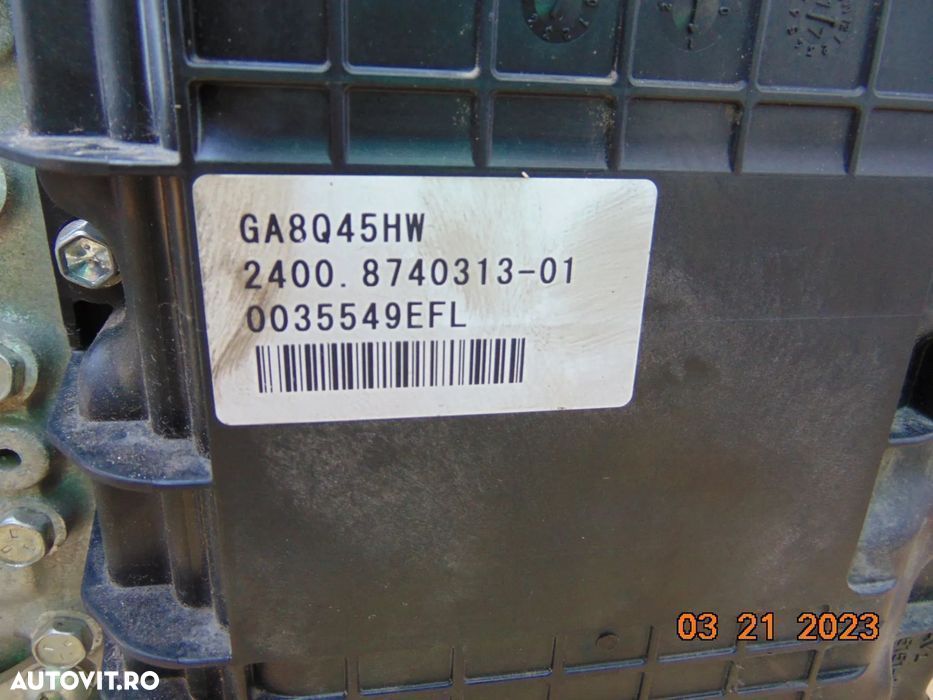 GA8Q45HW
2400.8740313-01
0035549EFL
03 21 2023
AUTOVIT.RO